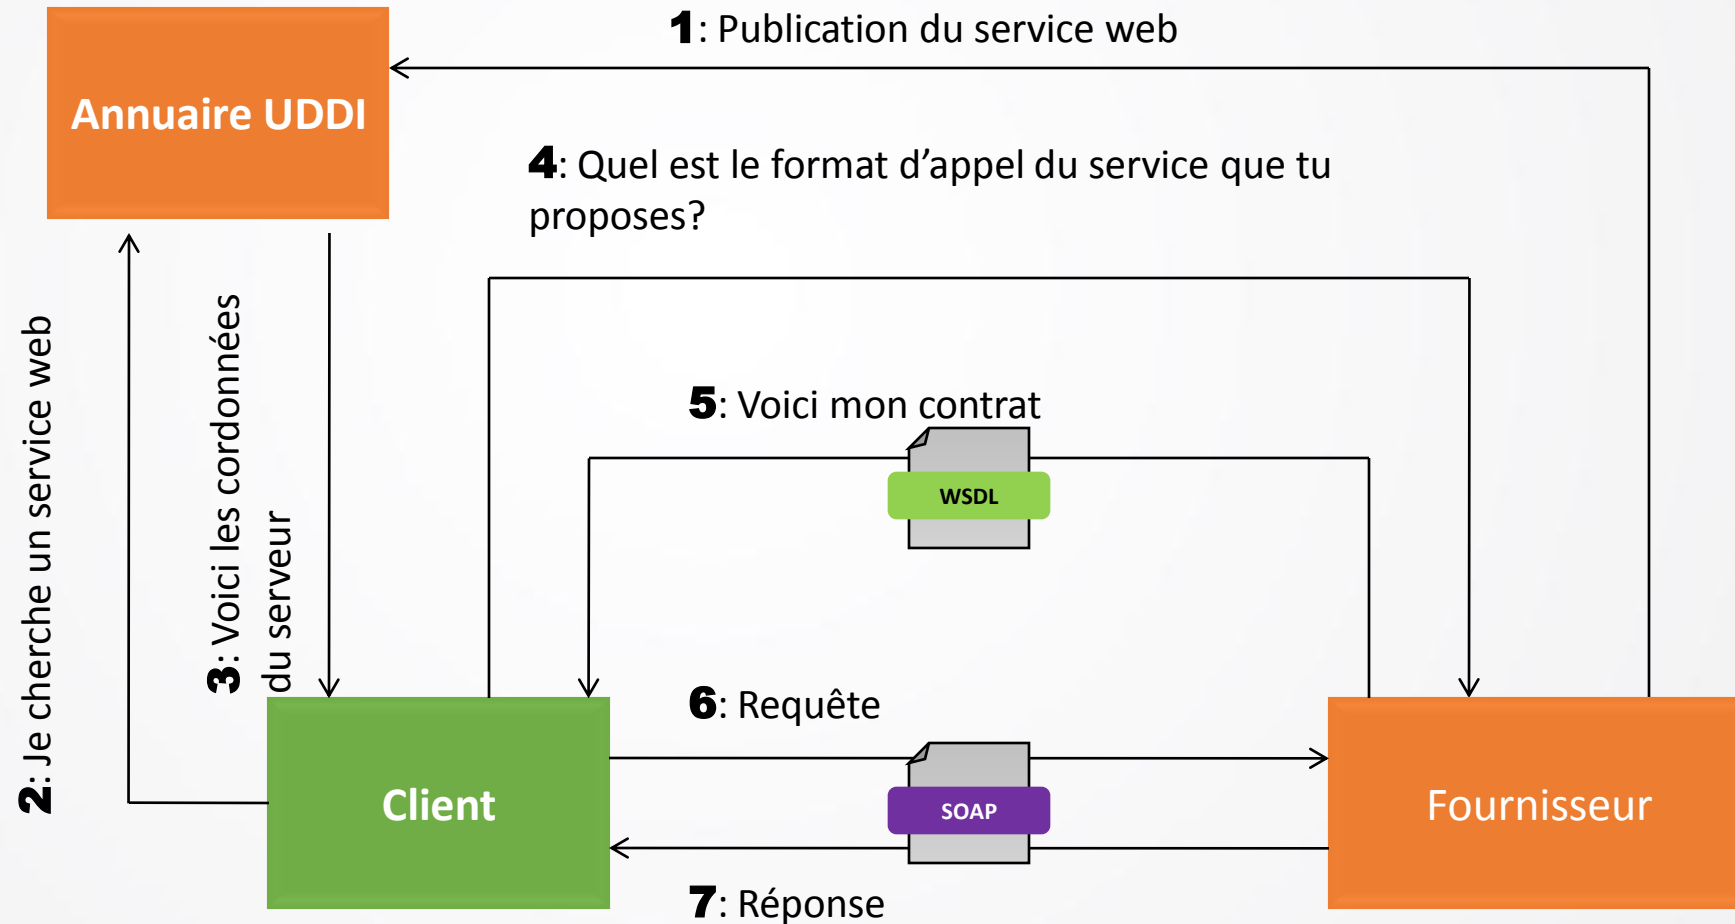 1: Publication du service web
Annuaire UDDI
4: Quel est le format d’appel du service que tu
proposes?
2: Je cherche un service web
3: Voici les cordonnées
du serveur
5: Voici mon contrat
WSDL
6: Requête
Client
SOAP
Fournisseur
7: Réponse